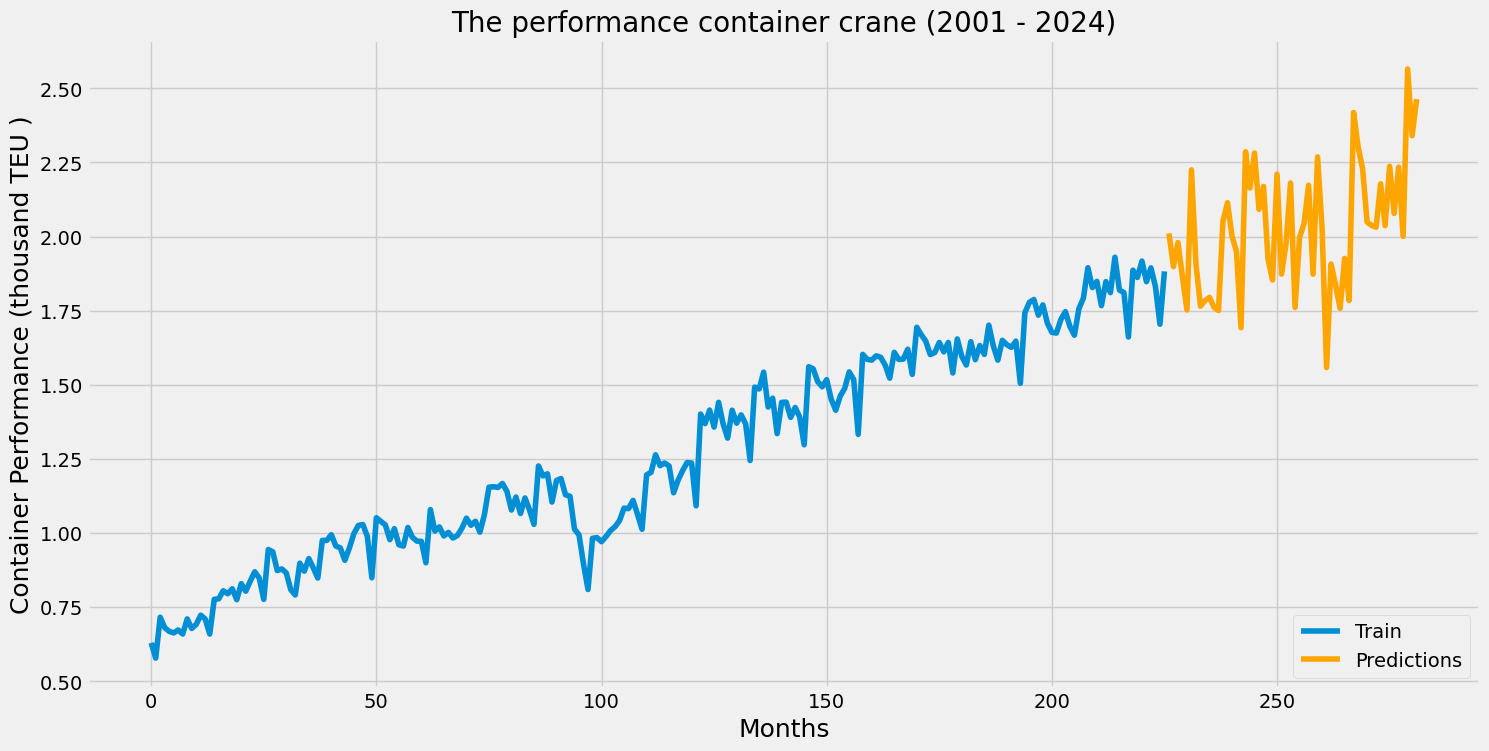 The performance container crane (2001 - 2024)
Container Performance (thousand TEU )
2.50
2.25
2.00
1.75
1.50
1.25
1.00
0.75
0.50
0 50 100 150 200 250
Months
Train
Predictions